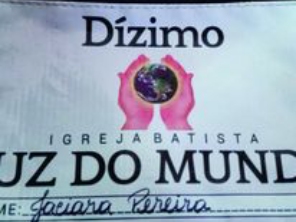 Dízimo
IGREJA BATISTA
UZ DO MUND
ME: Jaciara Pereira